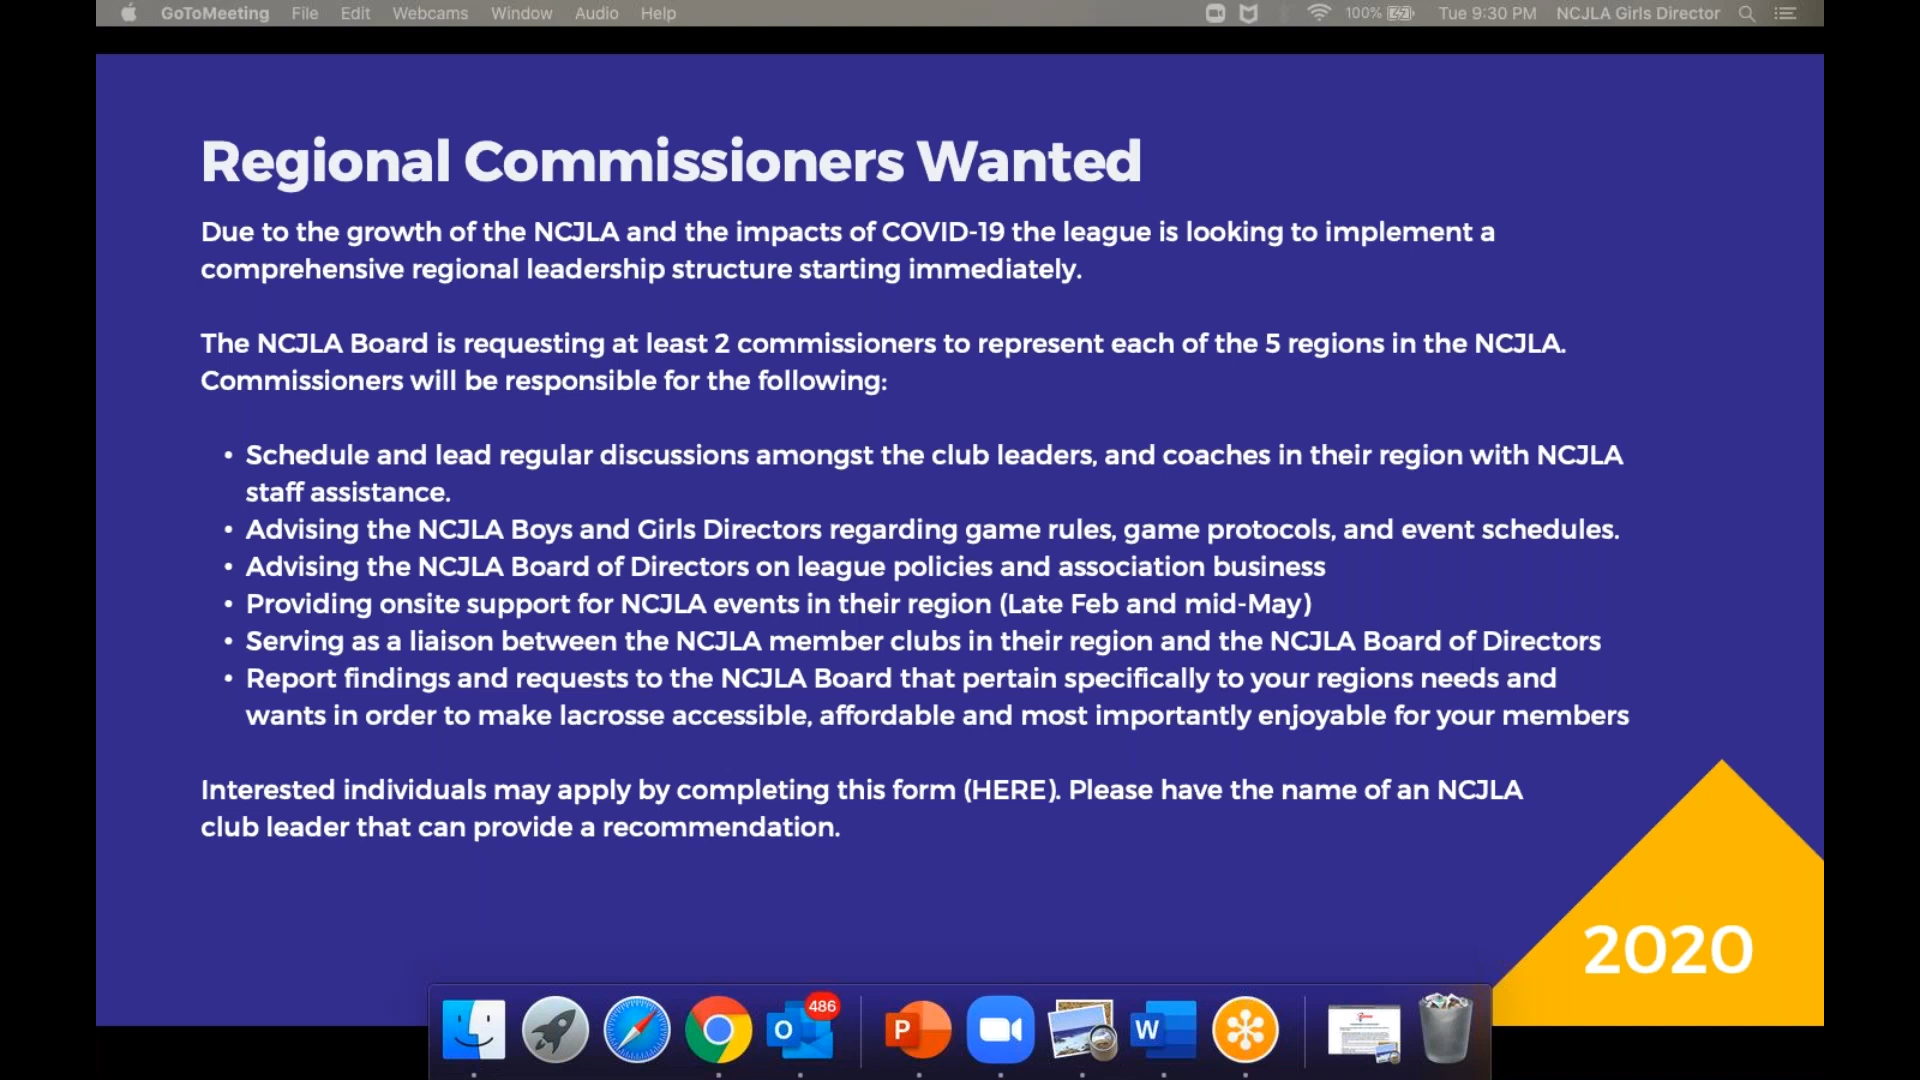 GoToMeeting File Edit Webcams Window Audio Help 100% Tue 9:30 PM NCJLA Girls Director
Regional Commissioners Wanted
Due to the growth of the NCJLA and the impacts of COVID-19 the league is looking to implement a
comprehensive regional leadership structure starting immediately.
The NCJLA Board is requesting at least 2 commissioners to represent each of the 5 regions in the NCJLA.
Commissioners will be responsible for the following:
• Schedule and lead regular discussions amongst the club leaders, and coaches in their region with NCJLA
staff assistance.
• Advising the NCJLA Boys and Girls Directors regarding game rules, game protocols, and event schedules.
• Advising the NCJLA Board of Directors on league policies and association business
• Providing onsite support for NCJLA events in their region (Late Feb and mid-May)
• Serving as a liaison between the NCJLA member clubs in their region and the NCJLA Board of Directors
• Report findings and requests to the NCJLA Board that pertain specifically to your regions needs and
wants in order to make lacrosse accessible, affordable and most importantly enjoyable for your members
Interested individuals may apply by completing this form (HERE). Please have the name of an NCJLA
club leader that can provide a recommendation.
2020
486
O P W